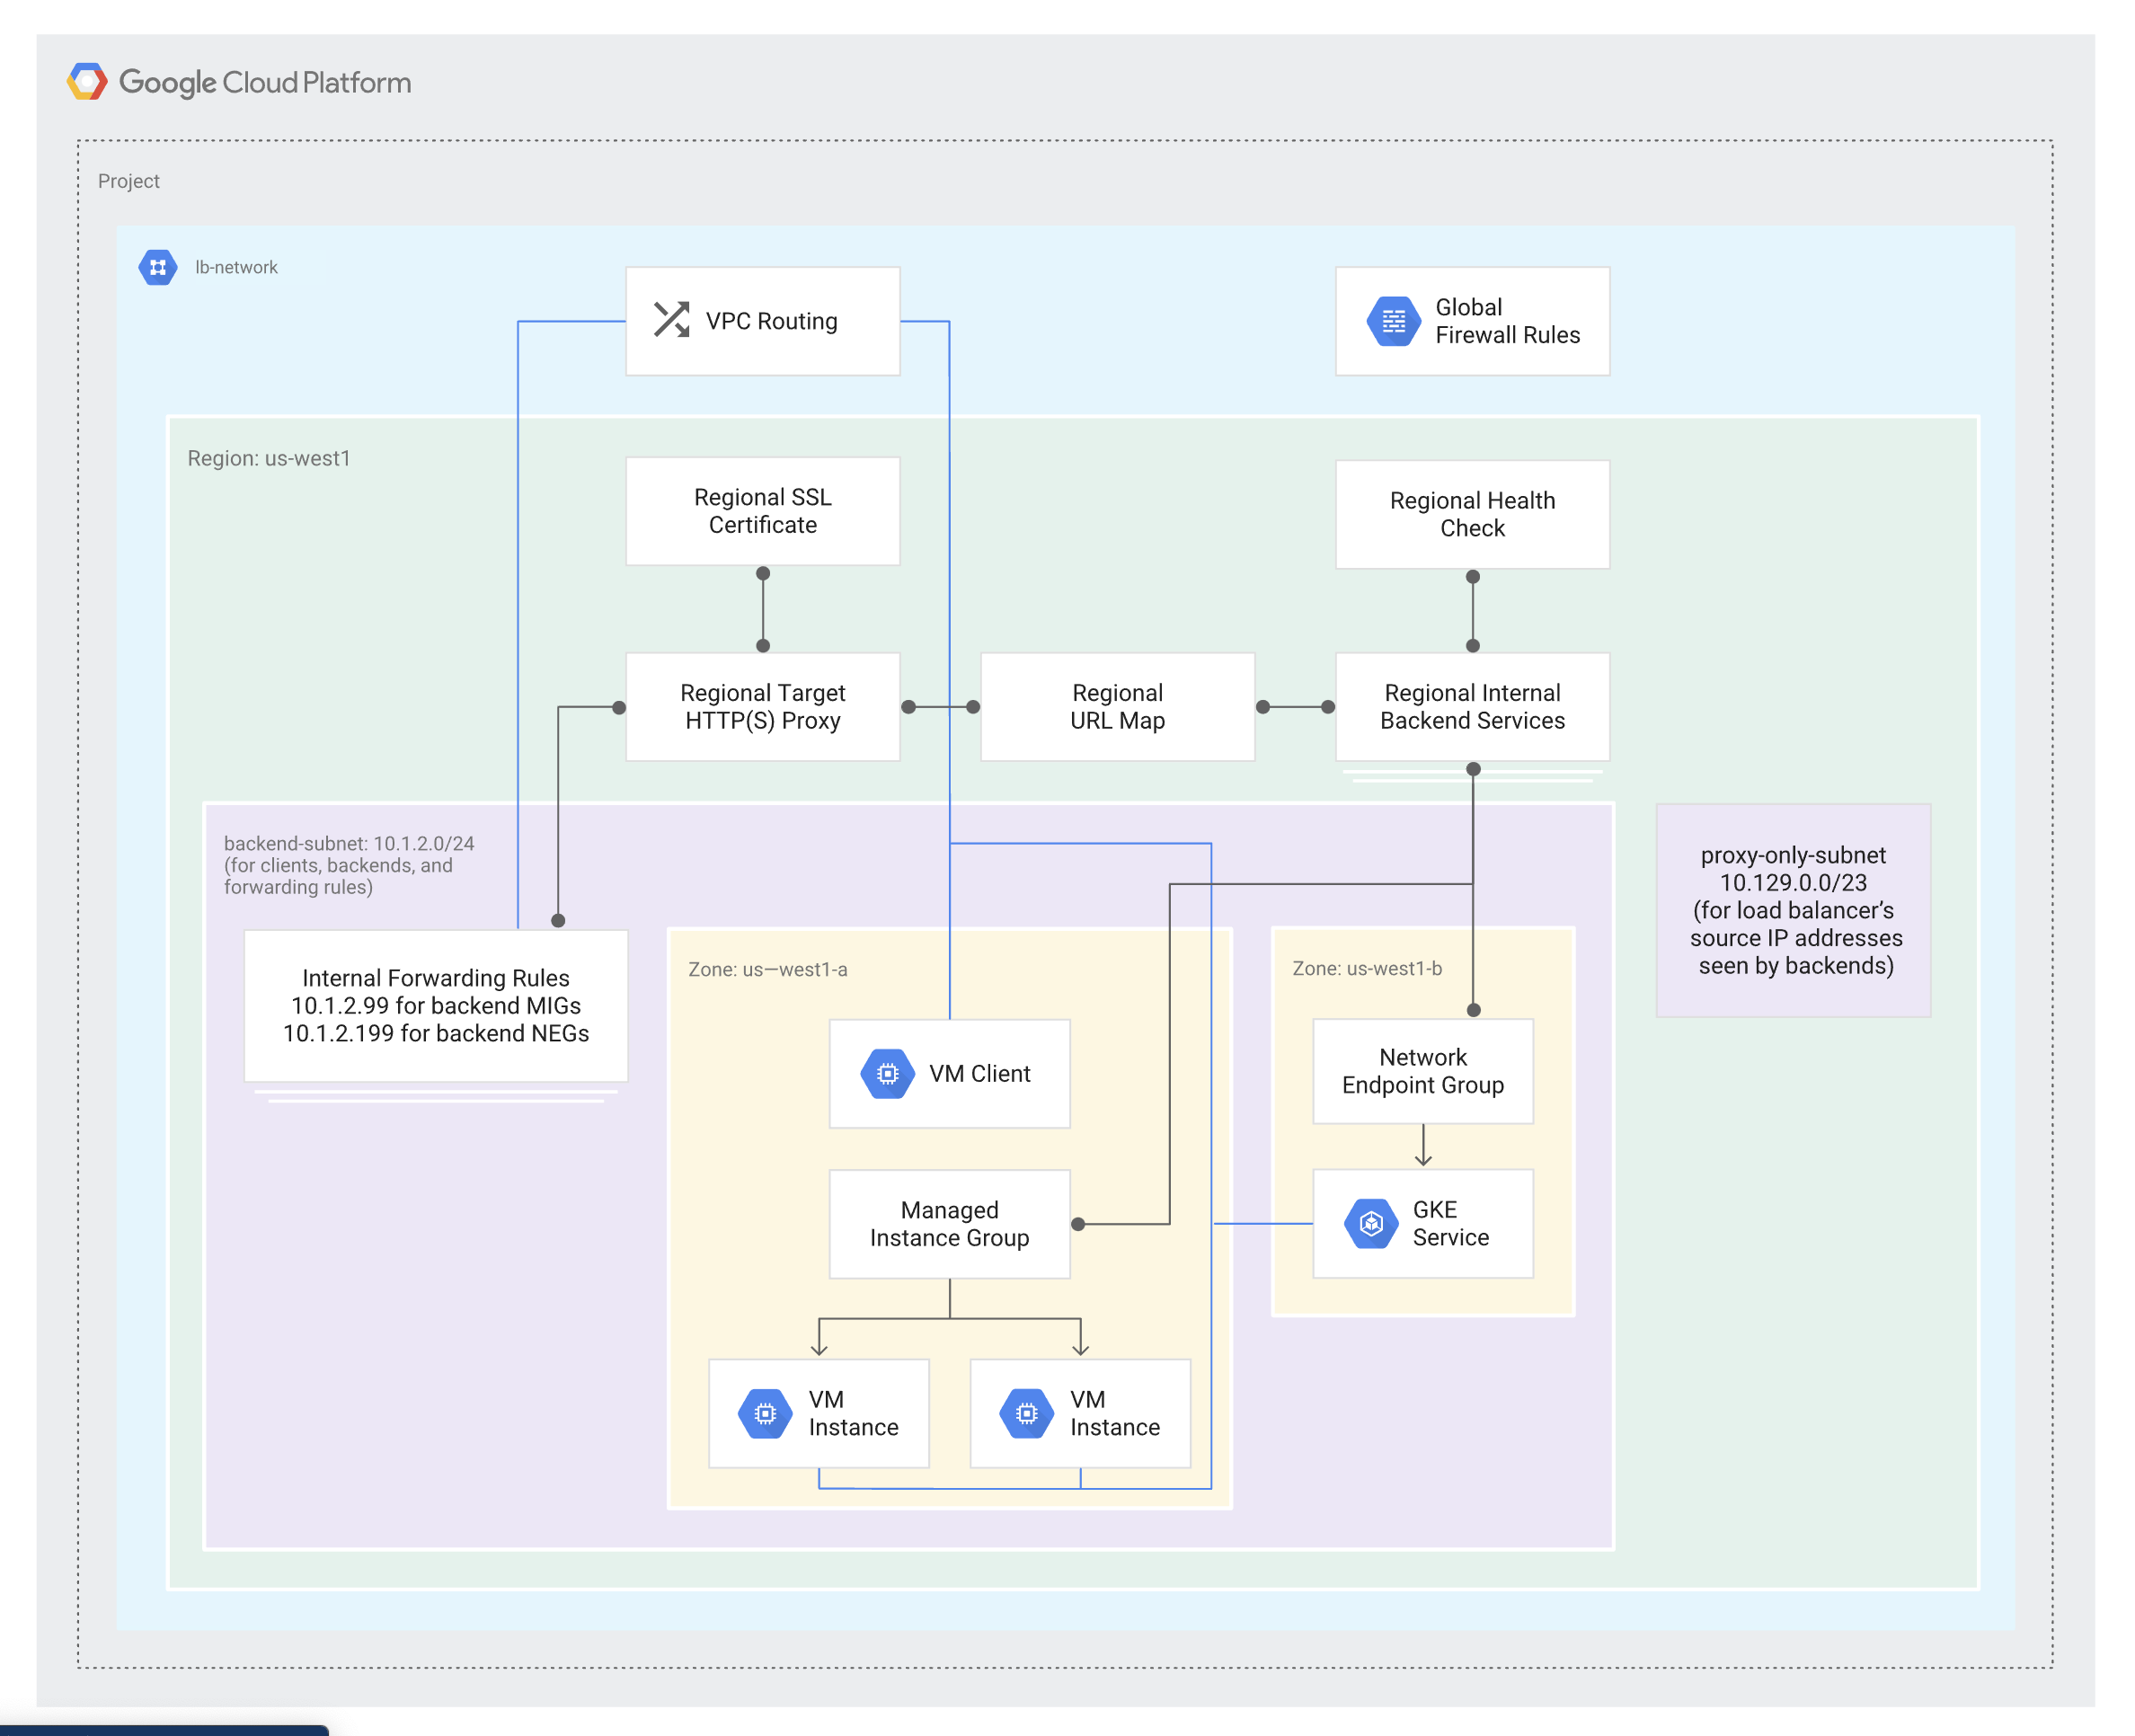 Google Cloud Platform
Project
lb-network
VPC Routing
Global
Firewall Rules
Region: us-west1
Regional SSL
Certificate
Regional Health
Check
Regional Target
HTTP(S) Proxy
Regional
URL Map
Regional Internal
Backend Services
backend-subnet: 10.1.2.0/24
(for clients, backends, and
forwarding rules)
proxy-only-subnet
10.129.0.0/23
(for load balancer’s
source IP addresses
seen by backends)
Internal Forwarding Rules
10.1.2.99 for backend MIGs
10.1.2.199 for backend NEGs
Zone: us—west1-a
Zone: us-west1-b
VM Client
Network
Endpoint Group
Managed
Instance Group
GKE
Service
VM
Instance
VM
Instance